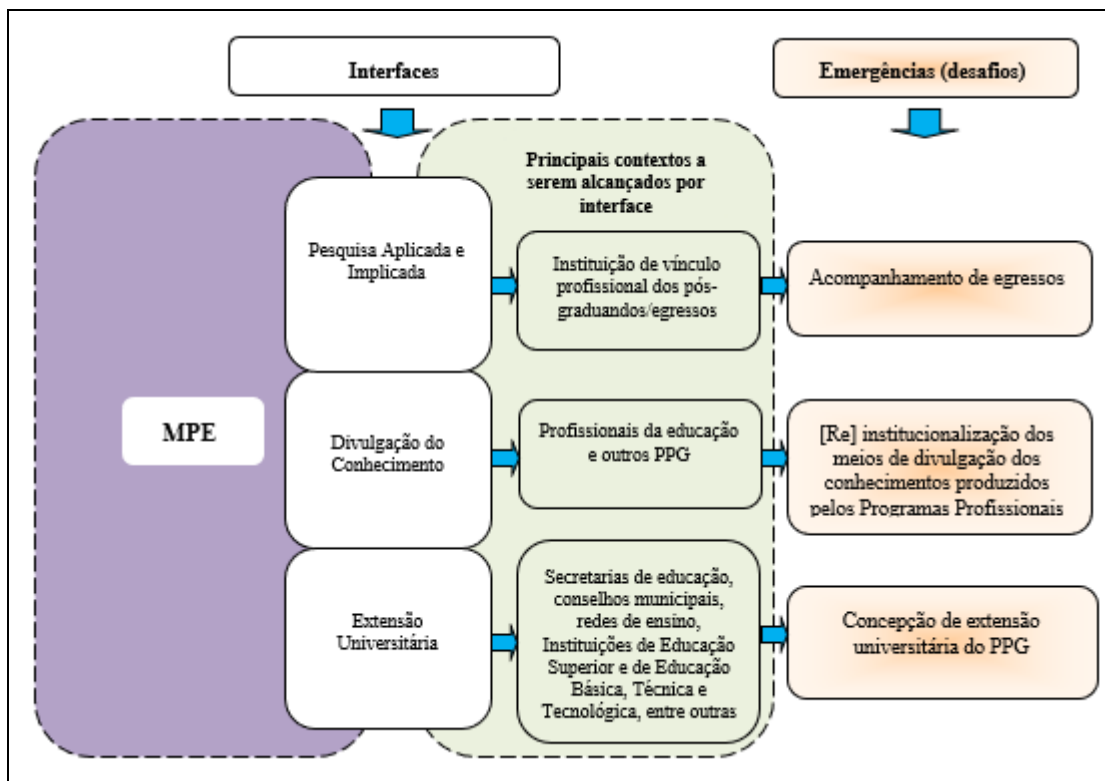 Interfaces
Emergências (desafios)
Principais contextos a
serem alcançados por
interface
MPE
Pesquisa Aplicada e
Implicada
Instituição de vínculo
profissional dos pós-
graduandos/egressos
Acompanhamento de egressos
Divulgação do
Conhecimento
Profissionais da educação
e outros PPG
[Re] institucionalização dos
meios de divulgação dos
conhecimentos produzidos
pelos Programas Profissionais
Extensão
Universitária
Secretarias de educação,
conselhos municipais,
redes de ensino,
Instituições de Educação
Superior e de Educação
Básica, Técnica e
Tecnológica, entre outras
Concepção de extensão
universitária do PPG